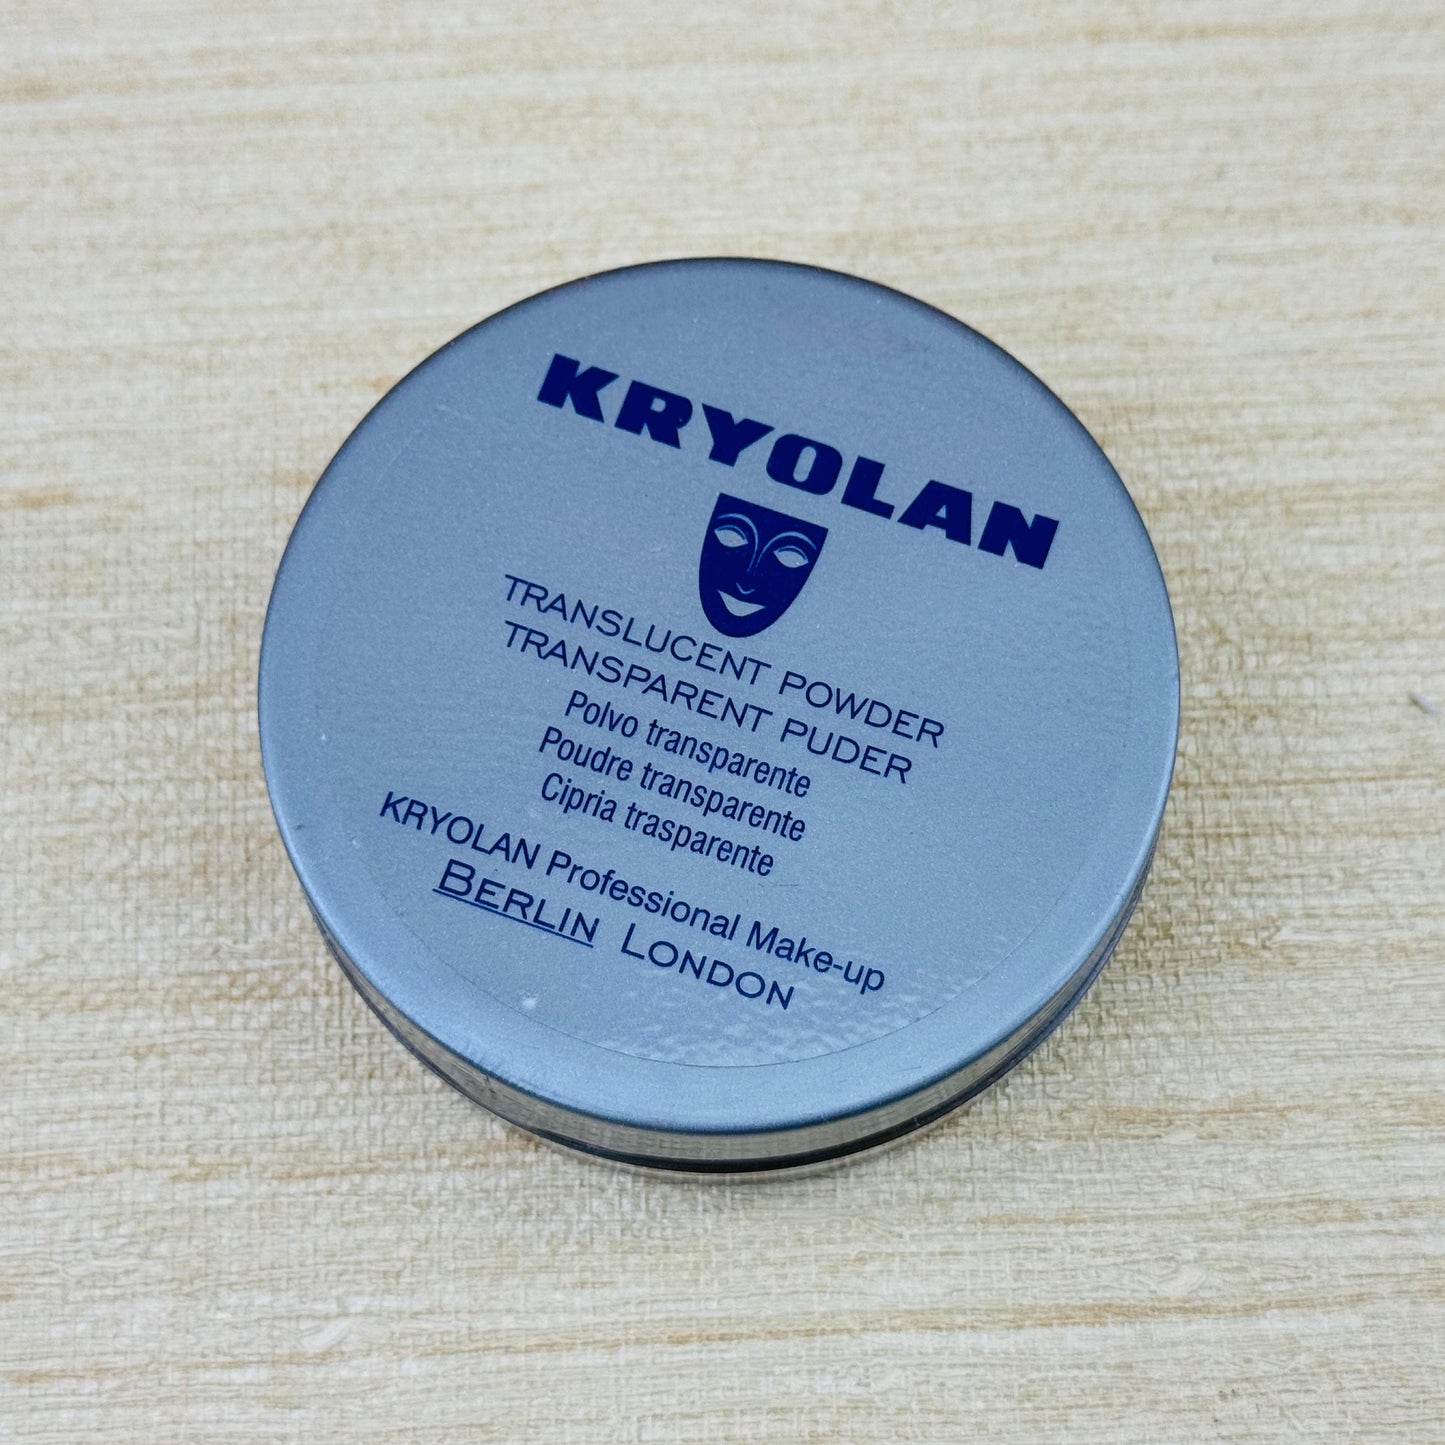 KRYOLAN
TRANSLUCENT POWDER
TRANSPARENT PUDER
Polvo transparente
Poudre transparente
Cipria trasparente
KRYOLAN Professional Make-up
BERLIN LONDON